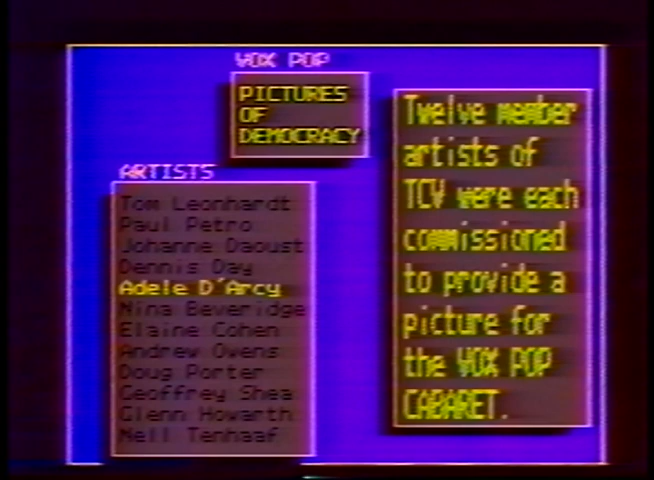 VOX POP
PICTURES
OF
DEMOCRACY
ARTISTS
Tom Leonhardt
Paul Petro
Johanne Daoust
Dennis Day
Adele D'Arcy
Nina Beveridge
Elaine Cohen
Andrew Owens
Doug Porter
Geoffrey Shea
Glenn Howarth
Nell Tenhaaf
Twelve member
artists of
TCV were each
commissioned
to provide a
picture for
the VOX POP
CABARET.